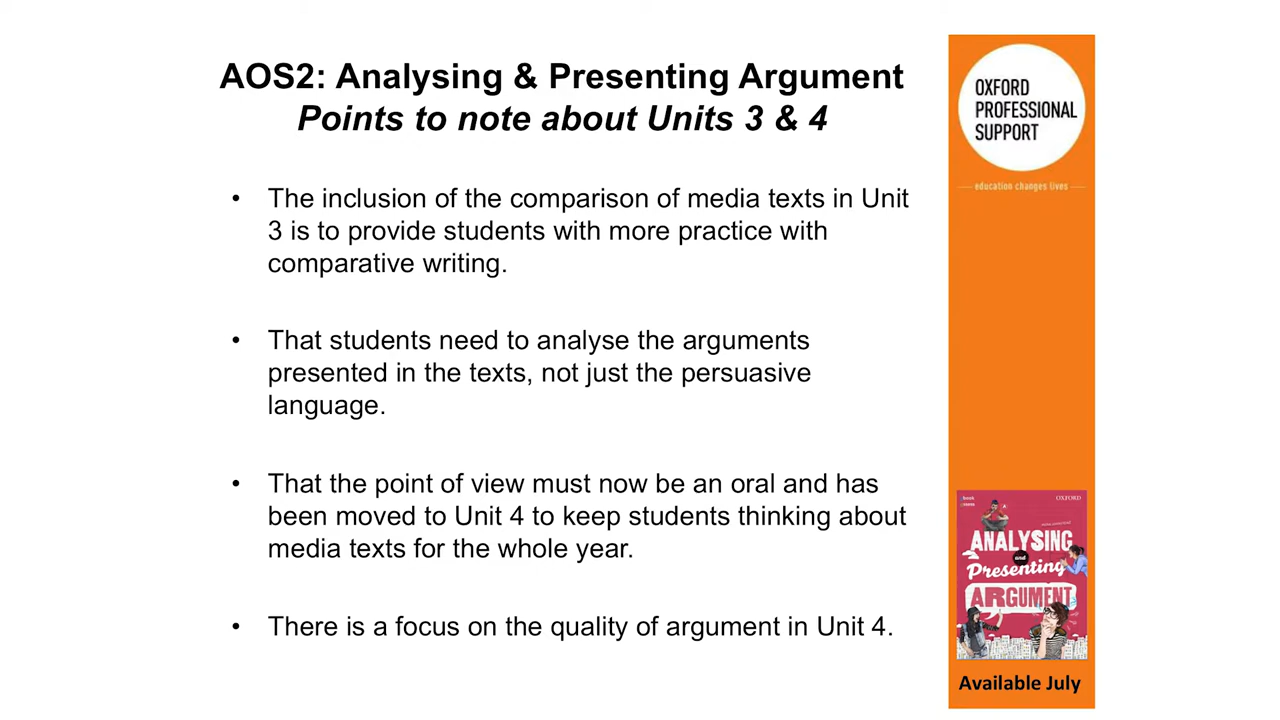 AOS2: Analysing & Presenting Argument
Points to note about Units 3 & 4
• The inclusion of the comparison of media texts in Unit
3 is to provide students with more practice with
comparative writing.
• That students need to analyse the arguments
presented in the texts, not just the persuasive
language.
• That the point of view must now be an oral and has
been moved to Unit 4 to keep students thinking about
media texts for the whole year.
• There is a focus on the quality of argument in Unit 4.
OXFORD
PROFESSIONAL
SUPPORT
education changes lives
OXFORD
ANALYSING
and
Presenting
ARGUMENT
Available July